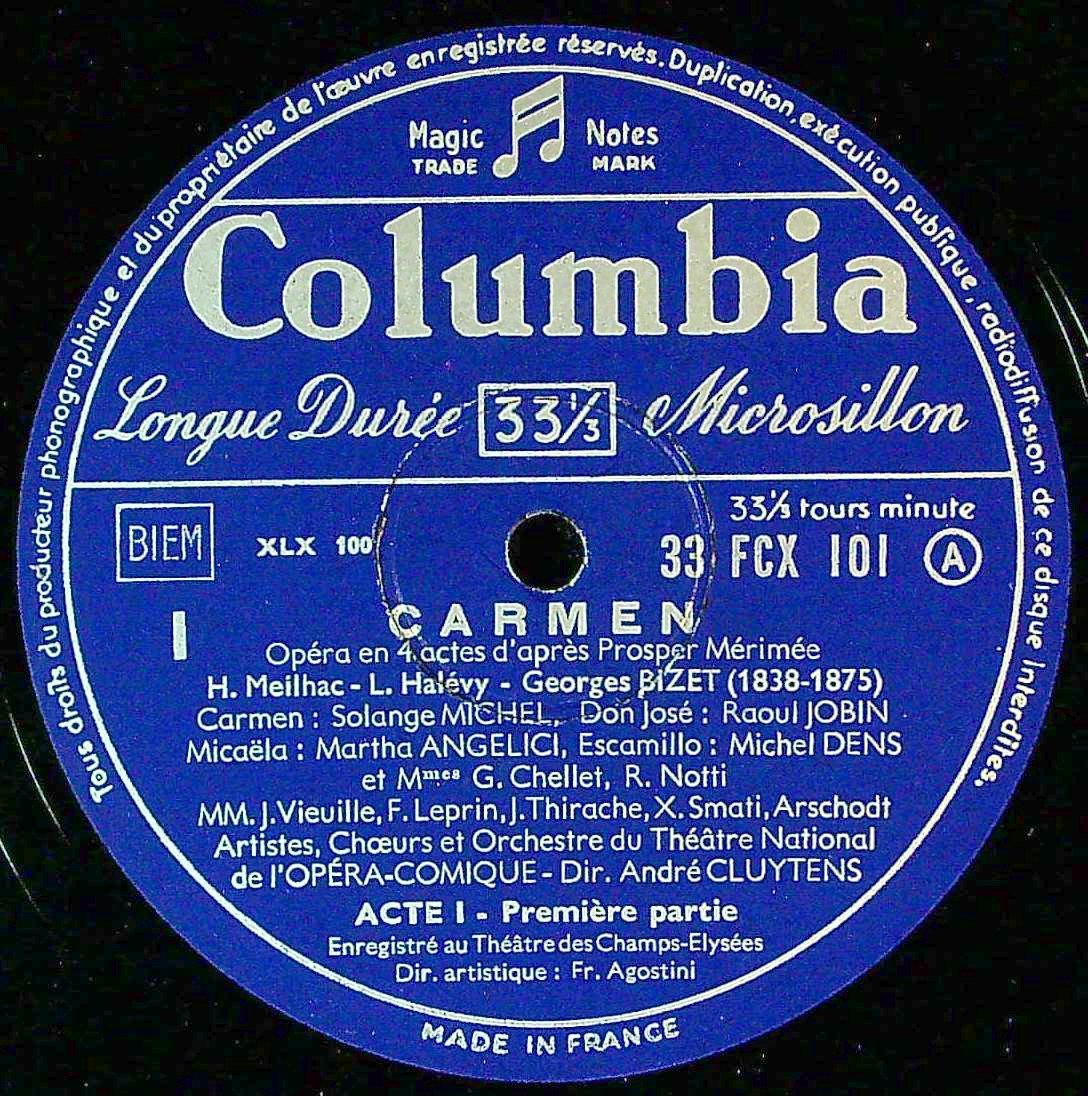 Tous droits du producteur phonographique et du propriétaire de l'œuvre enregistrée réservés. Duplication, exécution publique, radiodiffusion de ce disque interdites.
Magic Notes
TRADE MARK
Columbia
Longue Durée 33⅓ Microsillon
33⅓ tours minute
BIEM XLX 100 33 FCX 101 A
I
CARMEN
Opéra en 4 actes d'après Prosper Mérimée
H. Meilhac - L. Halévy - Georges BIZET (1838-1875)
Carmen : Solange MICHEL, Don José : Raoul JOBIN
Micaëla : Martha ANGELICI, Escamillo : Michel DENS
et Mmes G. Chellet, R. Notti
MM. J. Vieuille, F. Leprin, J. Thirache, X. Smati, Arschodt
Artistes, Chœurs et Orchestre du Théâtre National
de l'OPÉRA-COMIQUE - Dir. André CLUYTENS
ACTE I - Première partie
Enregistré au Théâtre des Champs-Elysées
Dir. artistique : Fr. Agostini
MADE IN FRANCE